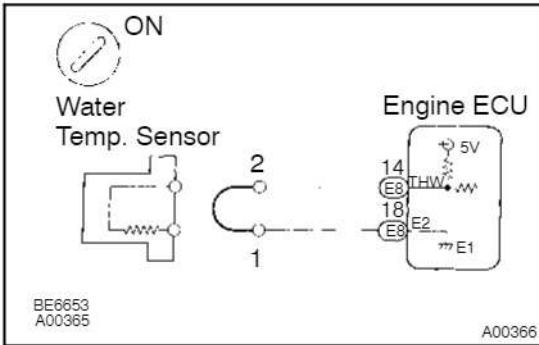 ON
Water
Temp. Sensor
Engine ECU
5V
2
14
THW
E8
18
E2
E8
1
E1
BE6653
A00365
A00366